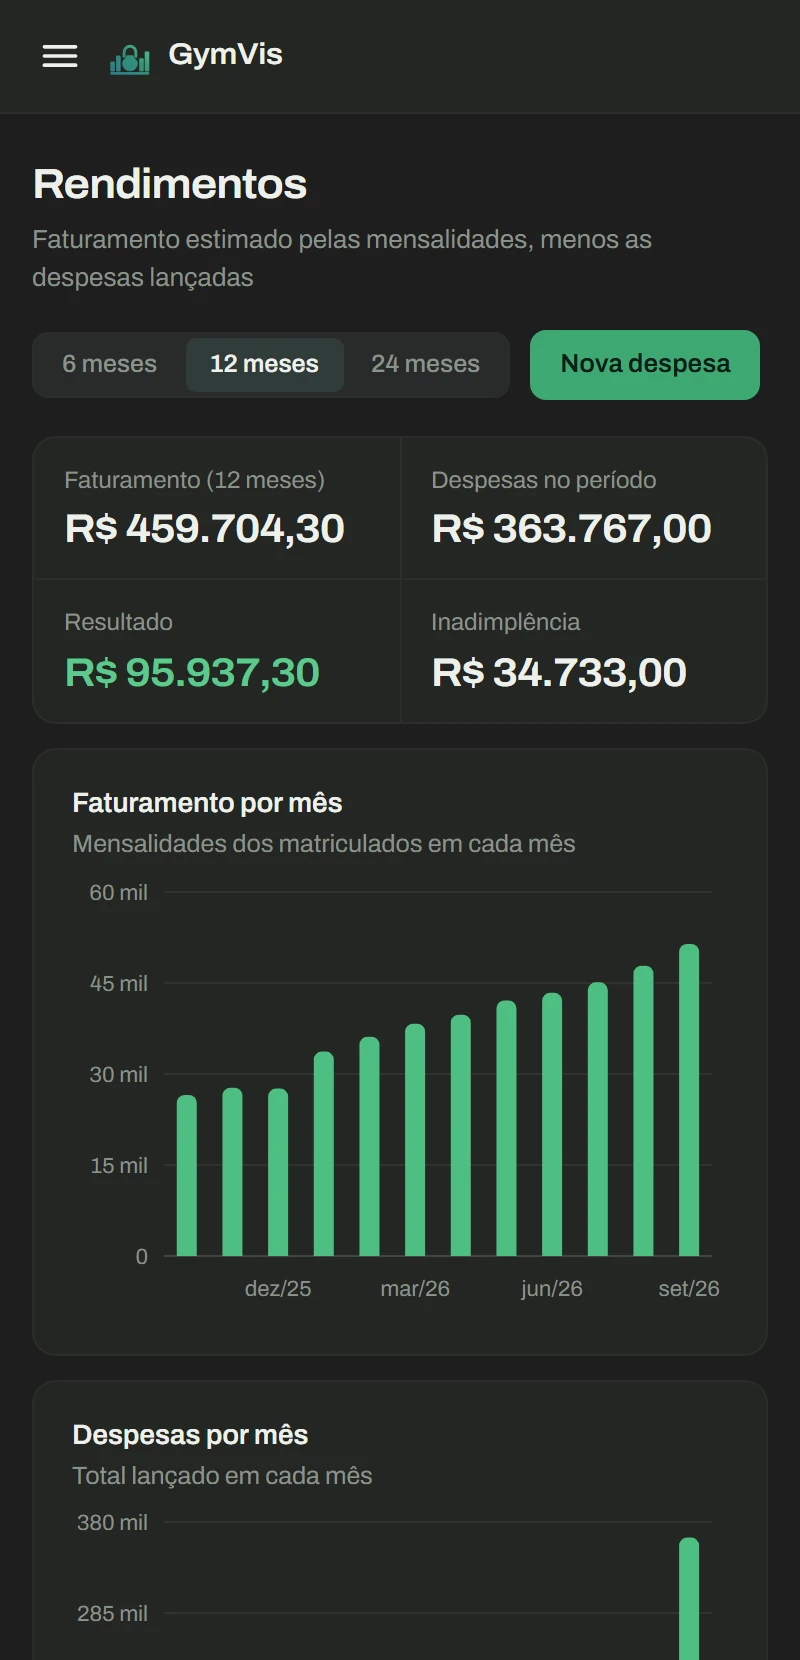 GymVis
Rendimentos
Faturamento estimado pelas mensalidades, menos as
despesas lançadas
6 meses
12 meses
24 meses
Nova despesa
Faturamento (12 meses)
R$ 459.704,30
Despesas no período
R$ 363.767,00
Resultado
R$ 95.937,30
Inadimplência
R$ 34.733,00
Faturamento por mês
Mensalidades dos matriculados em cada mês
60 mil
45 mil
30 mil
15 mil
0
dez/25
mar/26
jun/26
set/26
Despesas por mês
Total lançado em cada mês
380 mil
285 mil